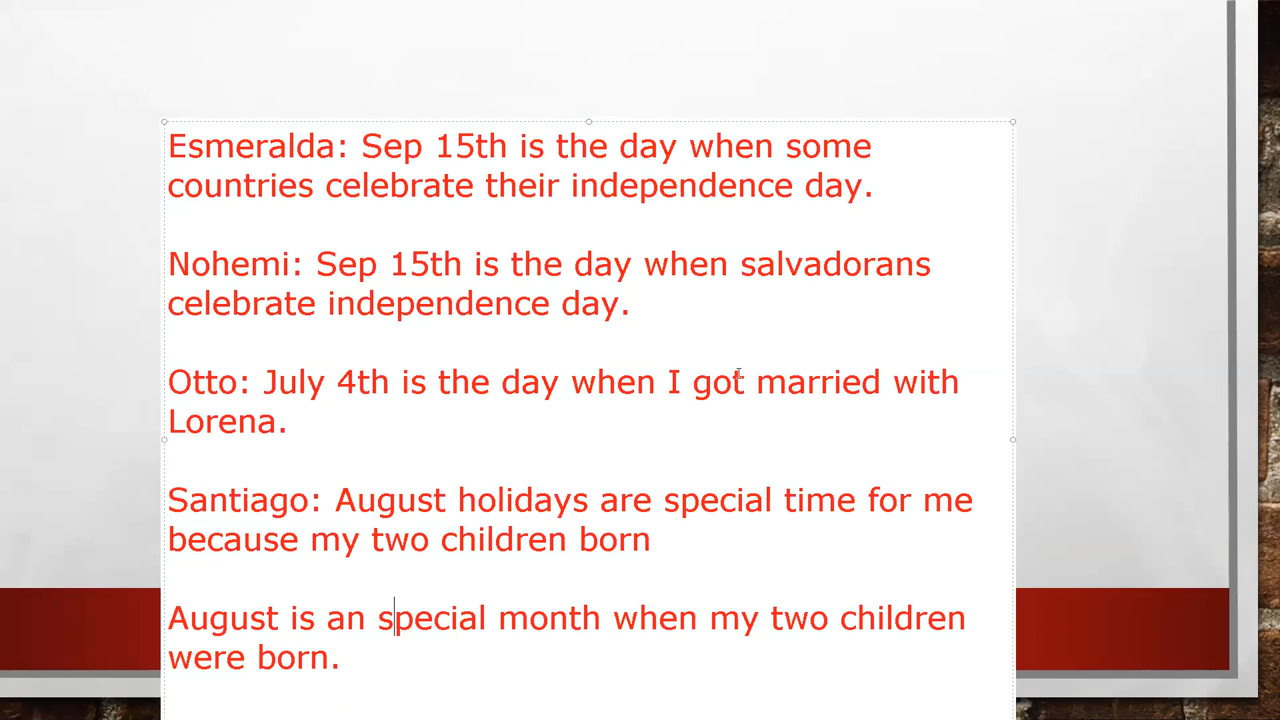 Esmeralda: Sep 15th is the day when some
countries celebrate their independence day.
Nohemi: Sep 15th is the day when salvadorans
celebrate independence day.
Otto: July 4th is the day when I got married with
Lorena.
Santiago: August holidays are special time for me
because my two children born
August is an special month when my two children
were born.